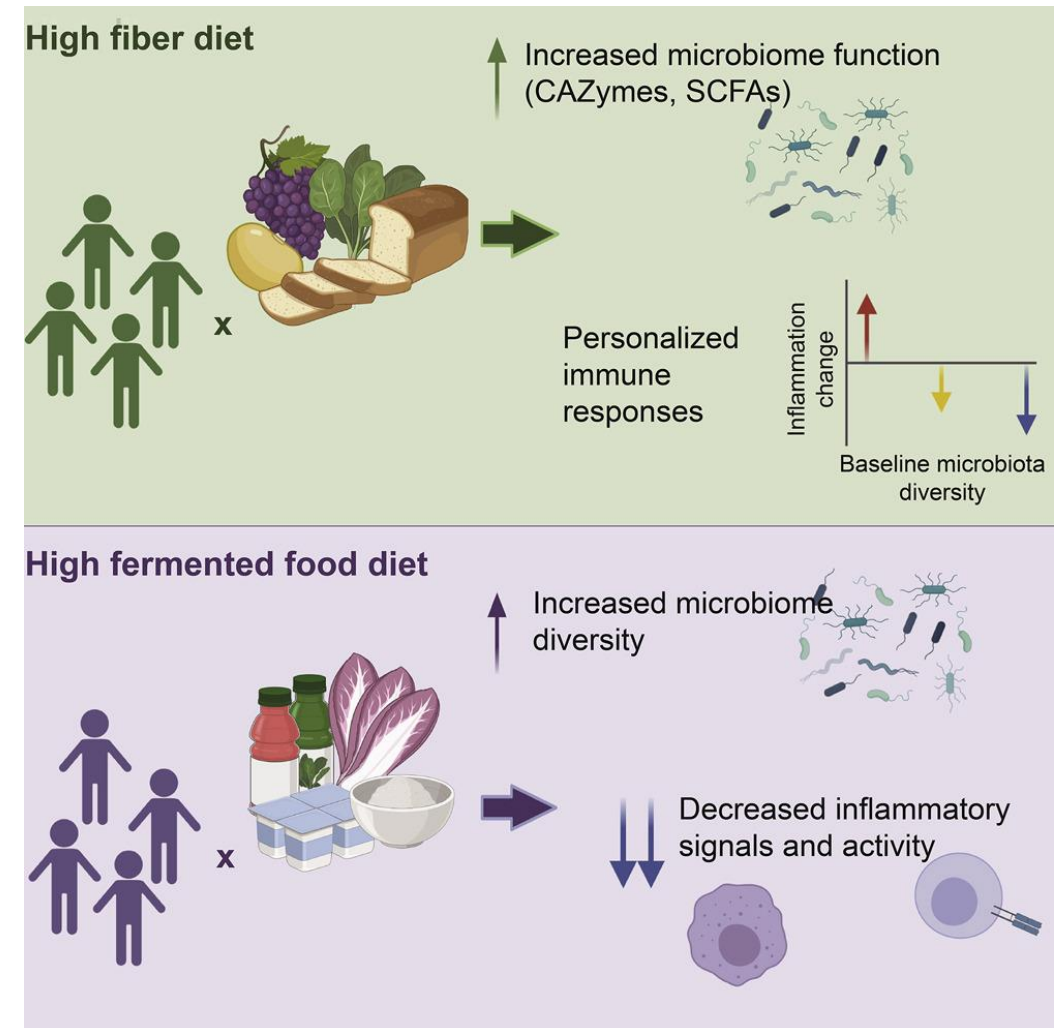 High fiber diet
Increased microbiome function
(CAZymes, SCFAs)
x
Personalized
immune
responses
Inflammation
change
Baseline microbiota
diversity
High fermented food diet
Increased microbiome
diversity
x
Decreased inflammatory
signals and activity